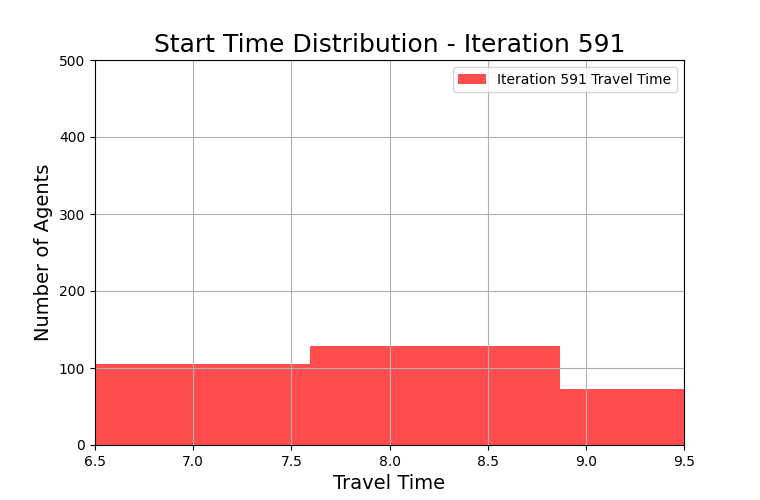 Start Time Distribution - Iteration 591
Iteration 591 Travel Time
Number of Agents
500
400
300
200
100
0
6.5 7.0 7.5 8.0 8.5 9.0 9.5
Travel Time